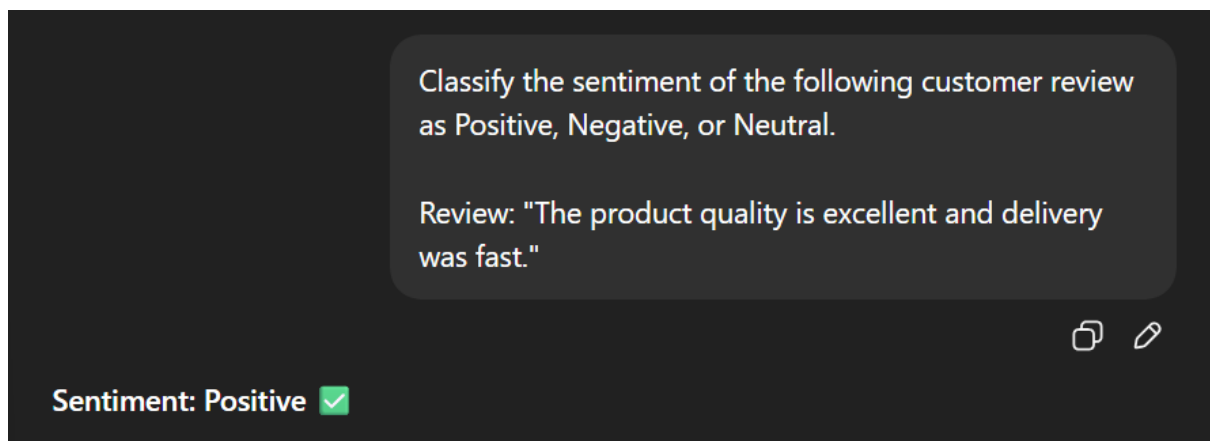 Classify the sentiment of the following customer review
as Positive, Negative, or Neutral.
Review: "The product quality is excellent and delivery
was fast."
Sentiment: Positive ✅